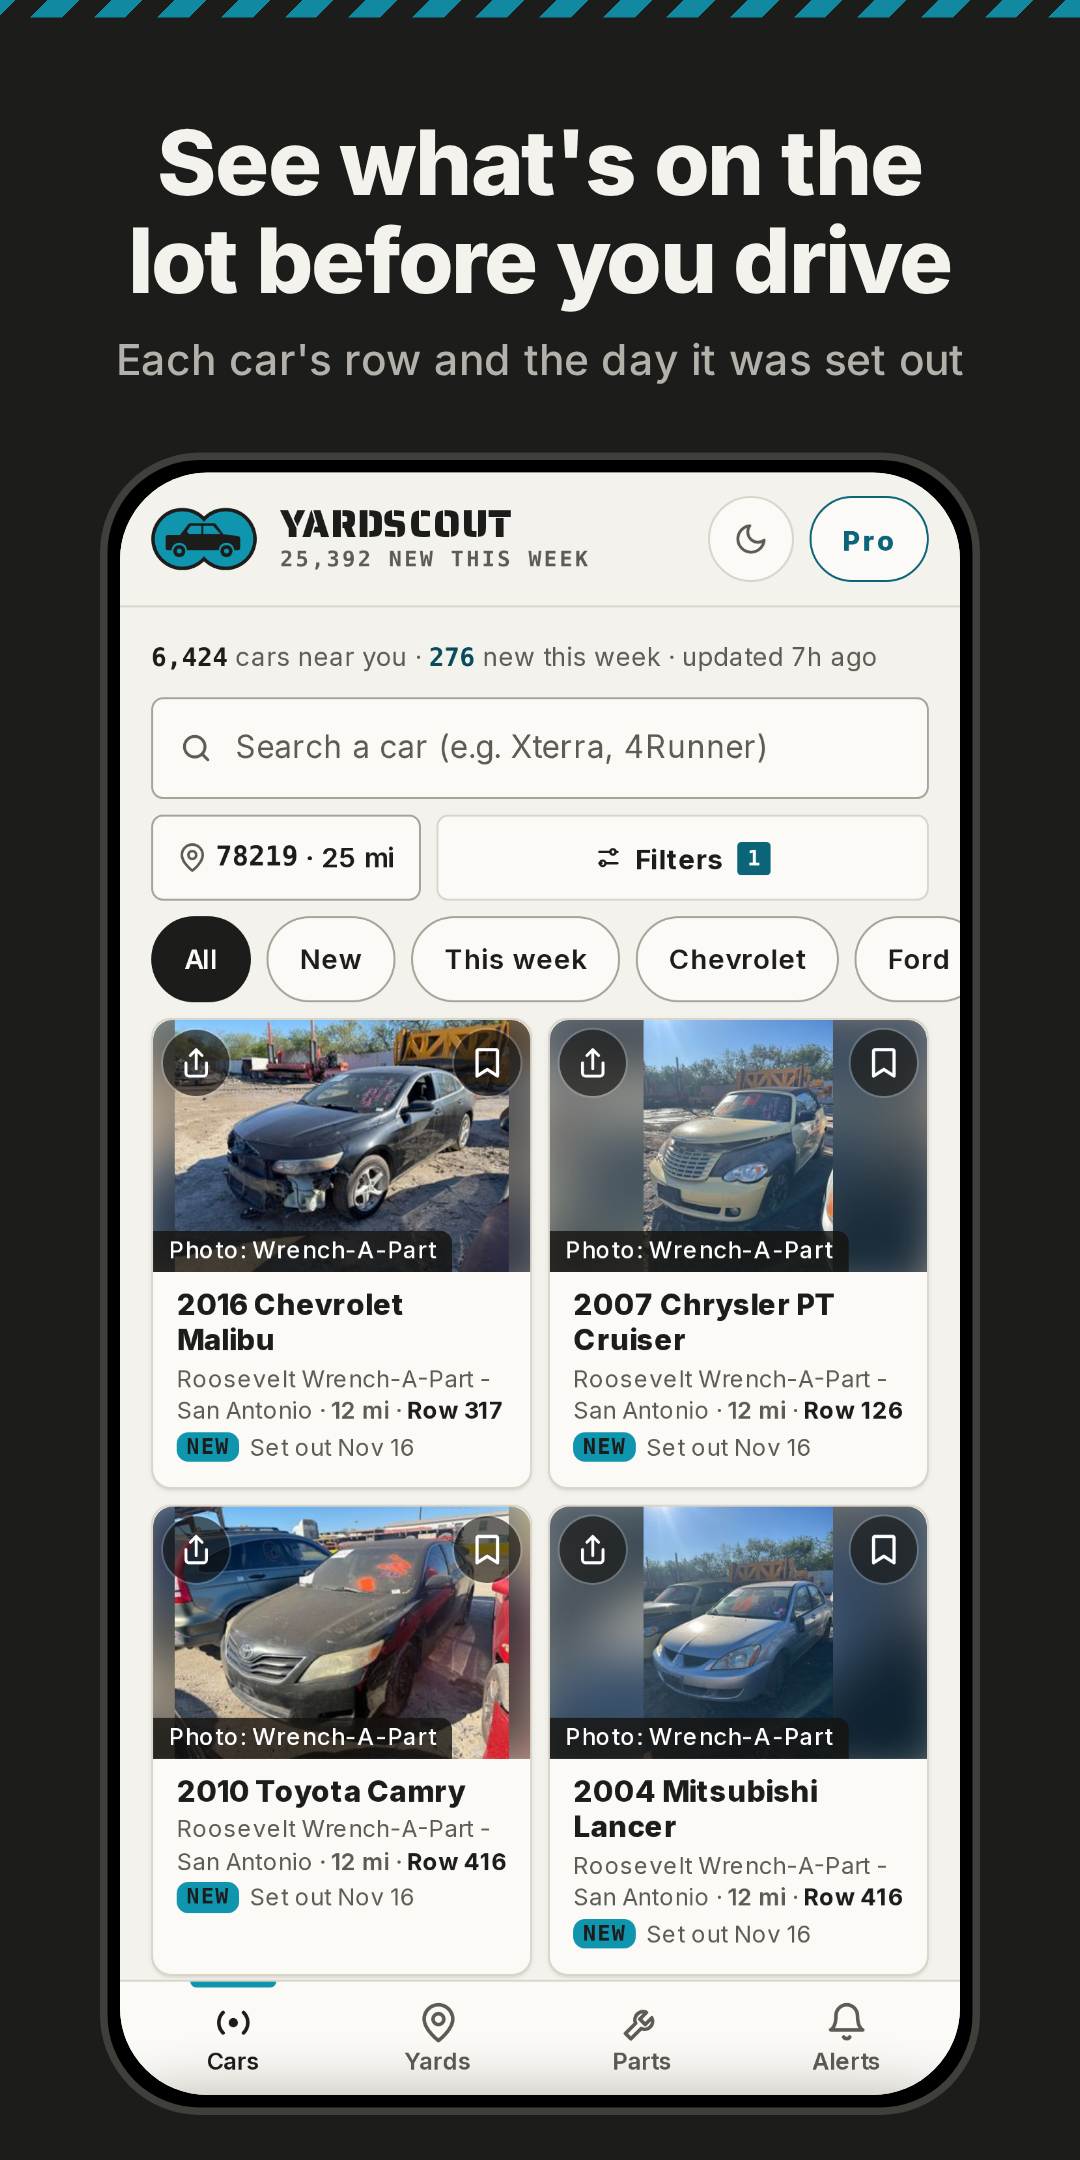 See what's on the
lot before you drive
Each car's row and the day it was set out
YARDSCOUT
25,392 NEW THIS WEEK
Pro
6,424 cars near you · 276 new this week · updated 7h ago
Search a car (e.g. Xterra, 4Runner)
78219 · 25 mi
Filters 1
All
New
This week
Chevrolet
Ford
Photo: Wrench-A-Part
2016 Chevrolet
Malibu
Roosevelt Wrench-A-Part -
San Antonio · 12 mi · Row 317
NEW Set out Nov 16
Photo: Wrench-A-Part
2007 Chrysler PT
Cruiser
Roosevelt Wrench-A-Part -
San Antonio · 12 mi · Row 126
NEW Set out Nov 16
Photo: Wrench-A-Part
2010 Toyota Camry
Roosevelt Wrench-A-Part -
San Antonio · 12 mi · Row 416
NEW Set out Nov 16
Photo: Wrench-A-Part
2004 Mitsubishi
Lancer
Roosevelt Wrench-A-Part -
San Antonio · 12 mi · Row 416
NEW Set out Nov 16
Cars
Yards
Parts
Alerts